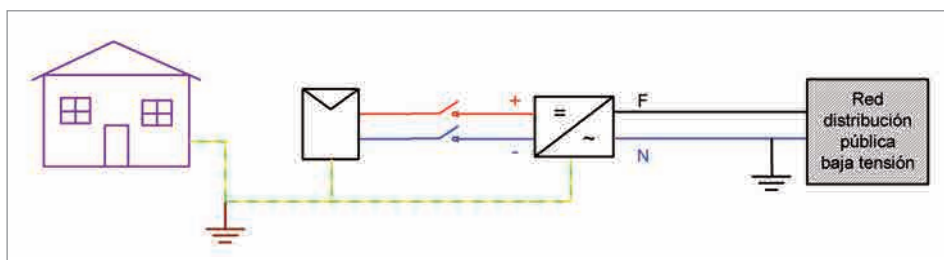 +
-
=
~
F
N
Red
distribución
pública
baja tensión